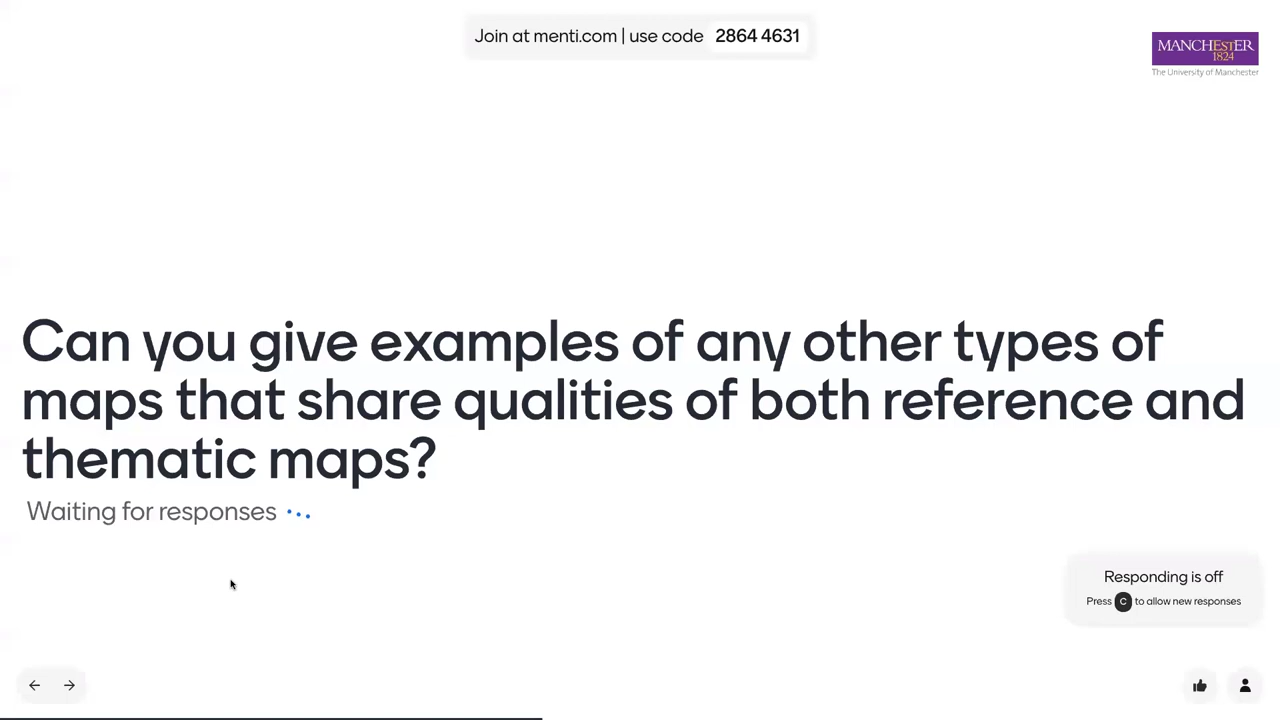 Join at menti.com | use code 2864 4631
MANCHESTER
1824
The University of Manchester
Can you give examples of any other types of
maps that share qualities of both reference and
thematic maps?
Waiting for responses
Responding is off
Press C to allow new responses